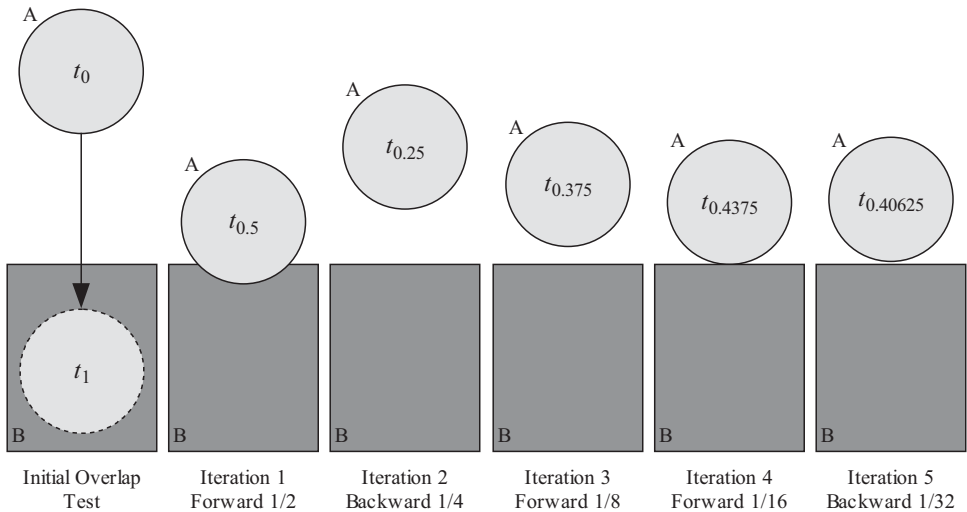 A
t0
t1
B
Initial Overlap
Test
A
t0.5
B
Iteration 1
Forward 1/2
A
t0.25
B
Iteration 2
Backward 1/4
A
t0.375
B
Iteration 3
Forward 1/8
A
t0.4375
B
Iteration 4
Forward 1/16
A
t0.40625
B
Iteration 5
Backward 1/32